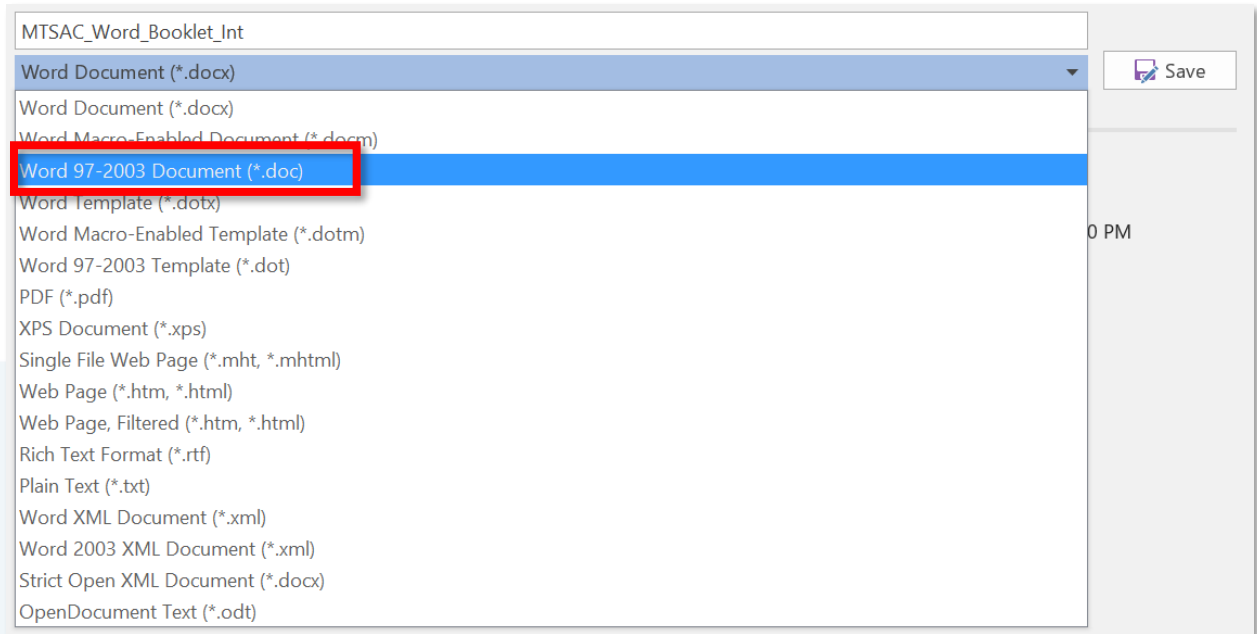 MTSAC_Word_Booklet_Int
Word Document (*.docx)
Save
Word Document (*.docx)
Word Macro-Enabled Document (*.docm)
Word 97-2003 Document (*.doc)
Word Template (*.dotx)
Word Macro-Enabled Template (*.dotm)
0 PM
Word 97-2003 Template (*.dot)
PDF (*.pdf)
XPS Document (*.xps)
Single File Web Page (*.mht, *.mhtml)
Web Page (*.htm, *.html)
Web Page, Filtered (*.htm, *.html)
Rich Text Format (*.rtf)
Plain Text (*.txt)
Word XML Document (*.xml)
Word 2003 XML Document (*.xml)
Strict Open XML Document (*.docx)
OpenDocument Text (*.odt)